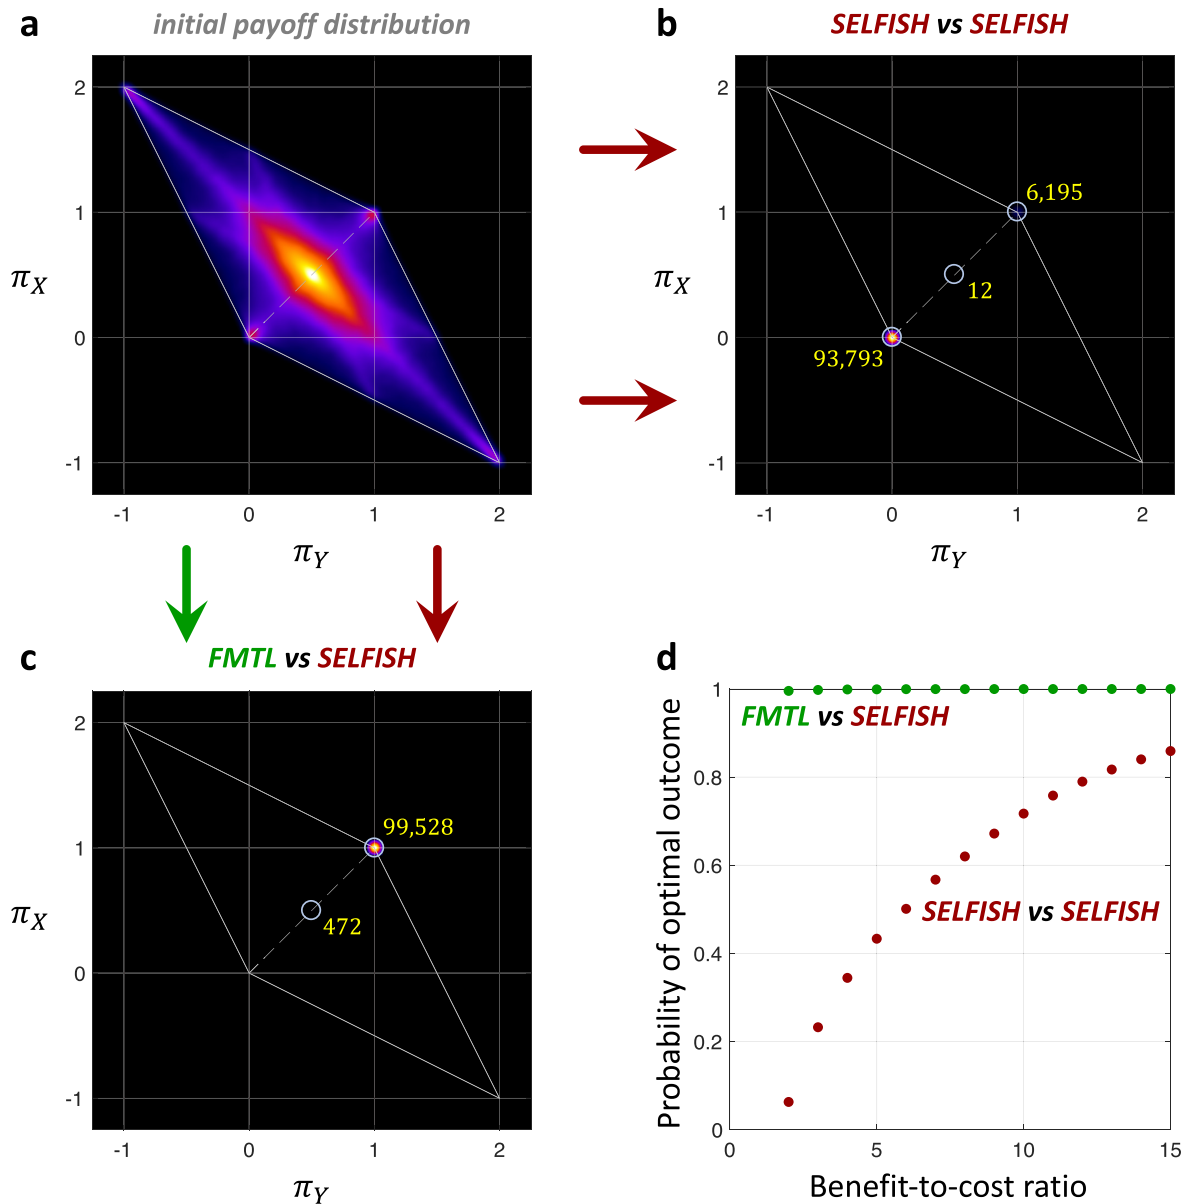 a
initial payoff distribution
2
1
0
-1
π_X
-1 0 1 2
π_Y
b
SELFISH vs SELFISH
6,195
12
93,793
2
1
0
-1
π_X
-1 0 1 2
π_Y
c
FMTL vs SELFISH
99,528
472
2
1
0
-1
π_X
-1 0 1 2
π_Y
d
Probability of optimal outcome
1
0.8
0.6
0.4
0.2
0
FMTL vs SELFISH
SELFISH vs SELFISH
0 5 10 15
Benefit-to-cost ratio